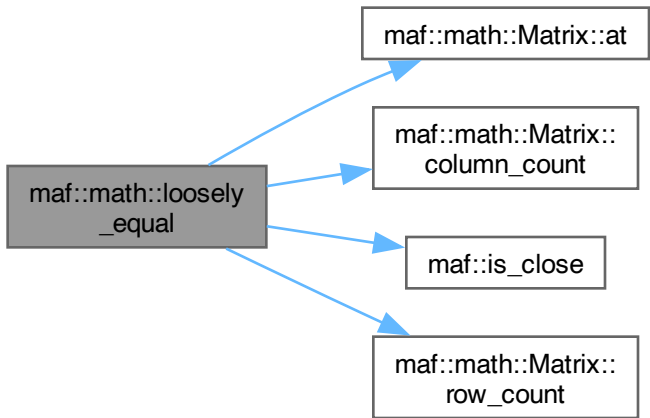 maf::math::Matrix::at
maf::math::Matrix::
column_count
maf::math::loosely
_equal
maf::is_close
maf::math::Matrix::
row_count